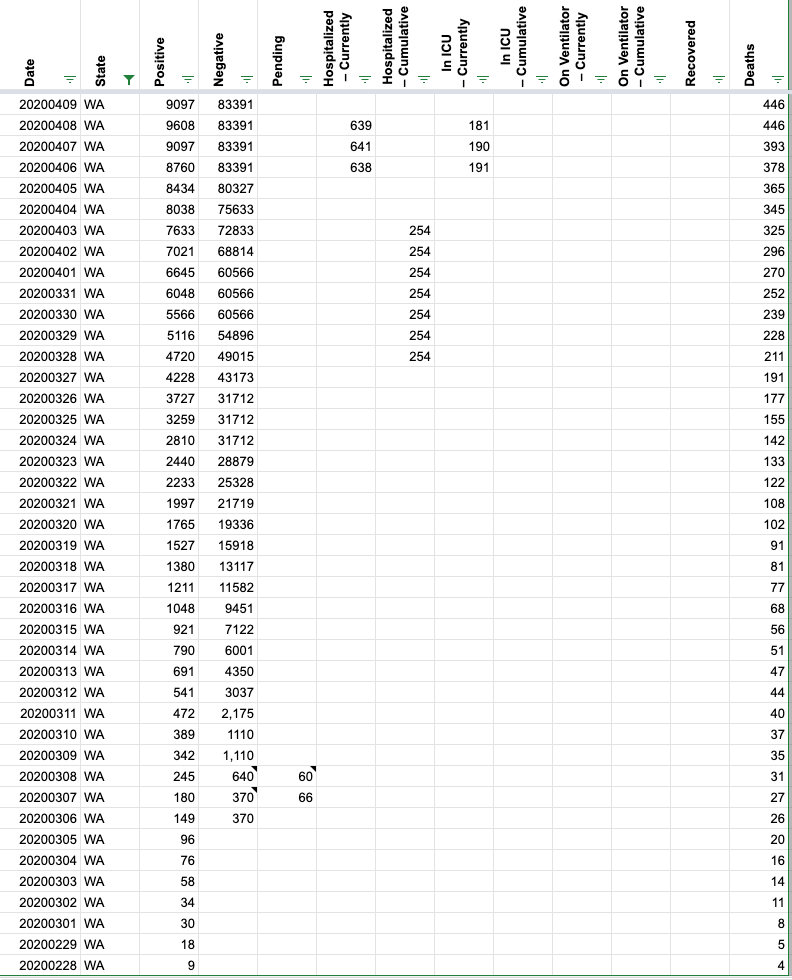 Date State Positive Negative Pending Hospitalized – Currently Hospitalized – Cumulative In ICU – Currently In ICU – Cumulative On Ventilator – Currently On Ventilator – Cumulative Recovered Deaths
20200409 WA 9097 83391 446
20200408 WA 9608 83391 639 181 446
20200407 WA 9097 83391 641 190 393
20200406 WA 8760 83391 638 191 378
20200405 WA 8434 80327 365
20200404 WA 8038 75633 345
20200403 WA 7633 72833 254 325
20200402 WA 7021 68814 254 296
20200401 WA 6645 60566 254 270
20200331 WA 6048 60566 254 252
20200330 WA 5566 60566 254 239
20200329 WA 5116 54896 254 228
20200328 WA 4720 49015 254 211
20200327 WA 4228 43173 191
20200326 WA 3727 31712 177
20200325 WA 3259 31712 155
20200324 WA 2810 31712 142
20200323 WA 2440 28879 133
20200322 WA 2233 25328 122
20200321 WA 1997 21719 108
20200320 WA 1765 19336 102
20200319 WA 1527 15918 91
20200318 WA 1380 13117 81
20200317 WA 1211 11582 77
20200316 WA 1048 9451 68
20200315 WA 921 7122 56
20200314 WA 790 6001 51
20200313 WA 691 4350 47
20200312 WA 541 3037 44
20200311 WA 472 2,175 40
20200310 WA 389 1110 37
20200309 WA 342 1,110 35
20200308 WA 245 640 60 31
20200307 WA 180 370 66 27
20200306 WA 149 370 26
20200305 WA 96 20
20200304 WA 76 16
20200303 WA 58 14
20200302 WA 34 11
20200301 WA 30 8
20200229 WA 18 5
20200228 WA 9 4